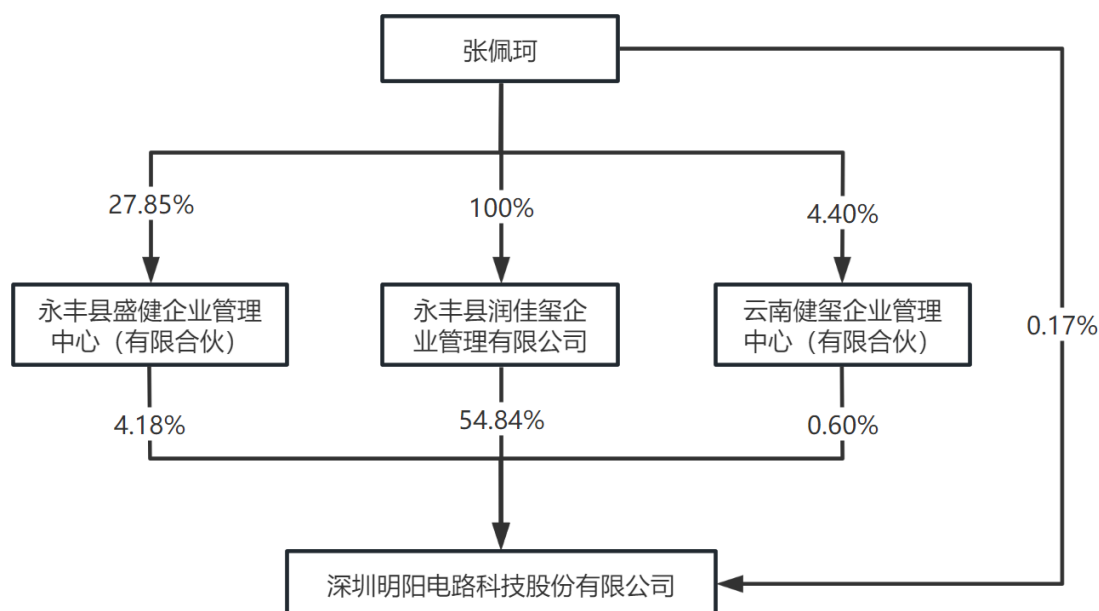 张佩珂
27.85%
100%
4.40%
永丰县盛健企业管理
中心（有限合伙）
永丰县润佳玺企
业管理有限公司
云南健玺企业管理
中心（有限合伙）
0.17%
4.18%
54.84%
0.60%
深圳明阳电路科技股份有限公司